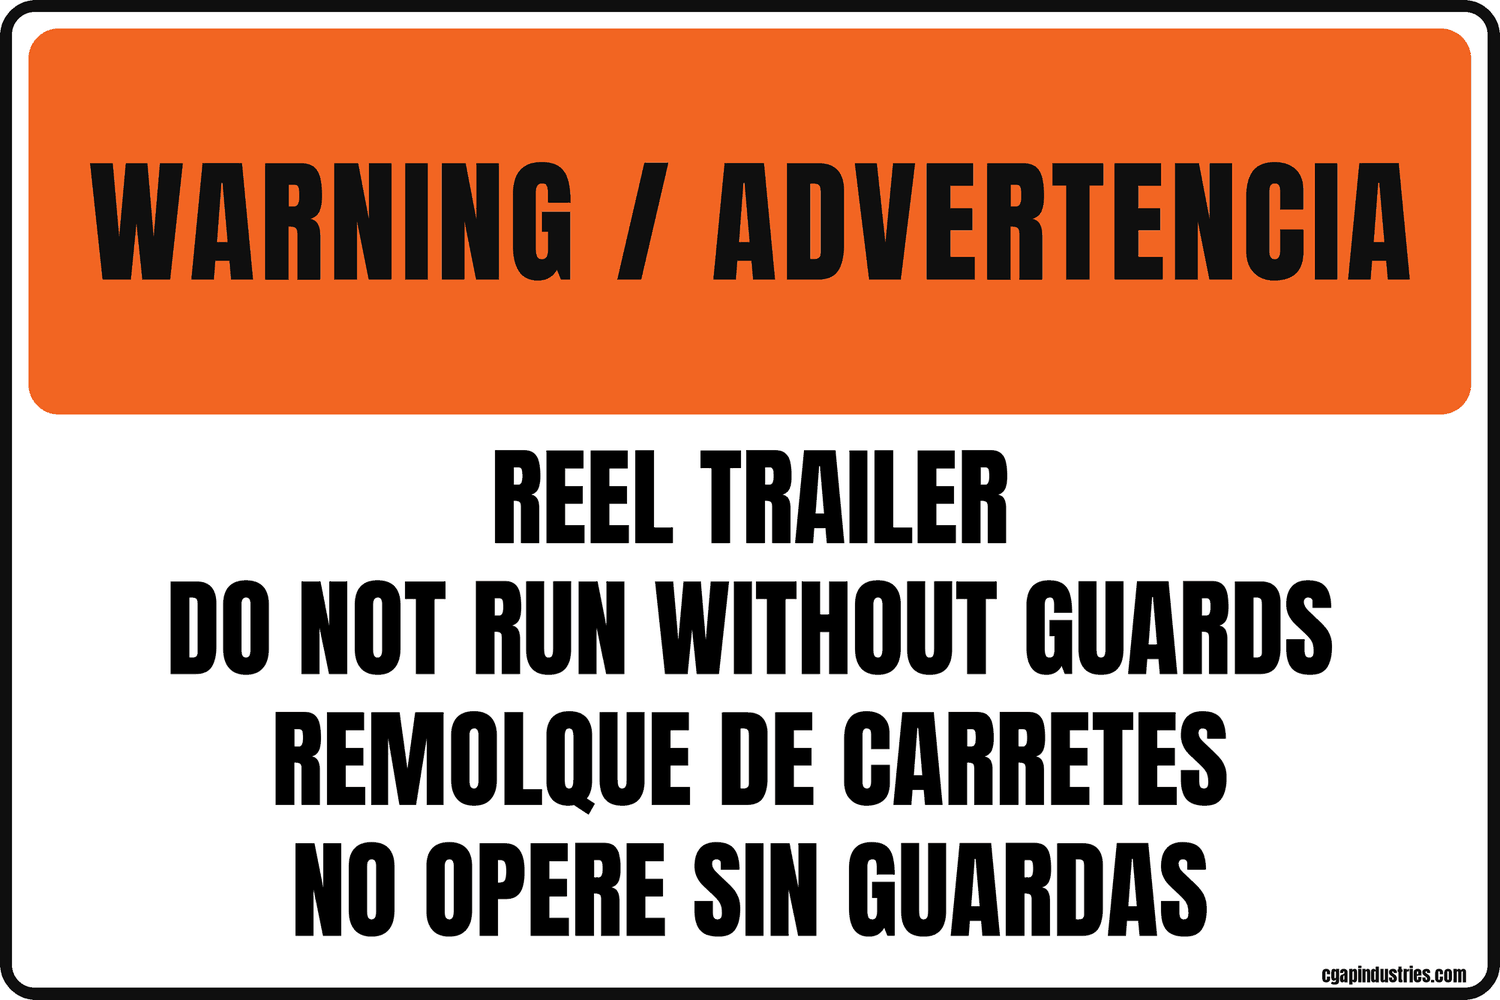 WARNING / ADVERTENCIA
REEL TRAILER
DO NOT RUN WITHOUT GUARDS
REMOLQUE DE CARRETES
NO OPERE SIN GUARDAS
cgapindustries.com